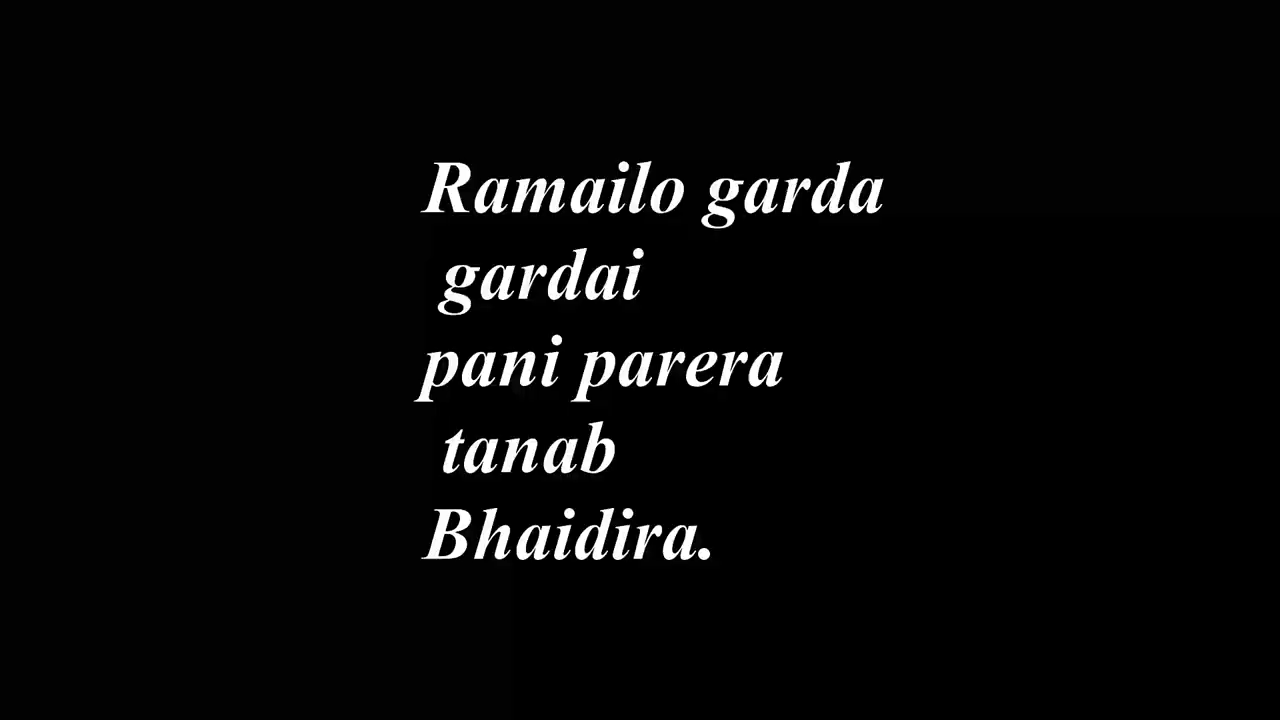 Ramailo garda
gardai
pani parera
tanab
Bhaidira.